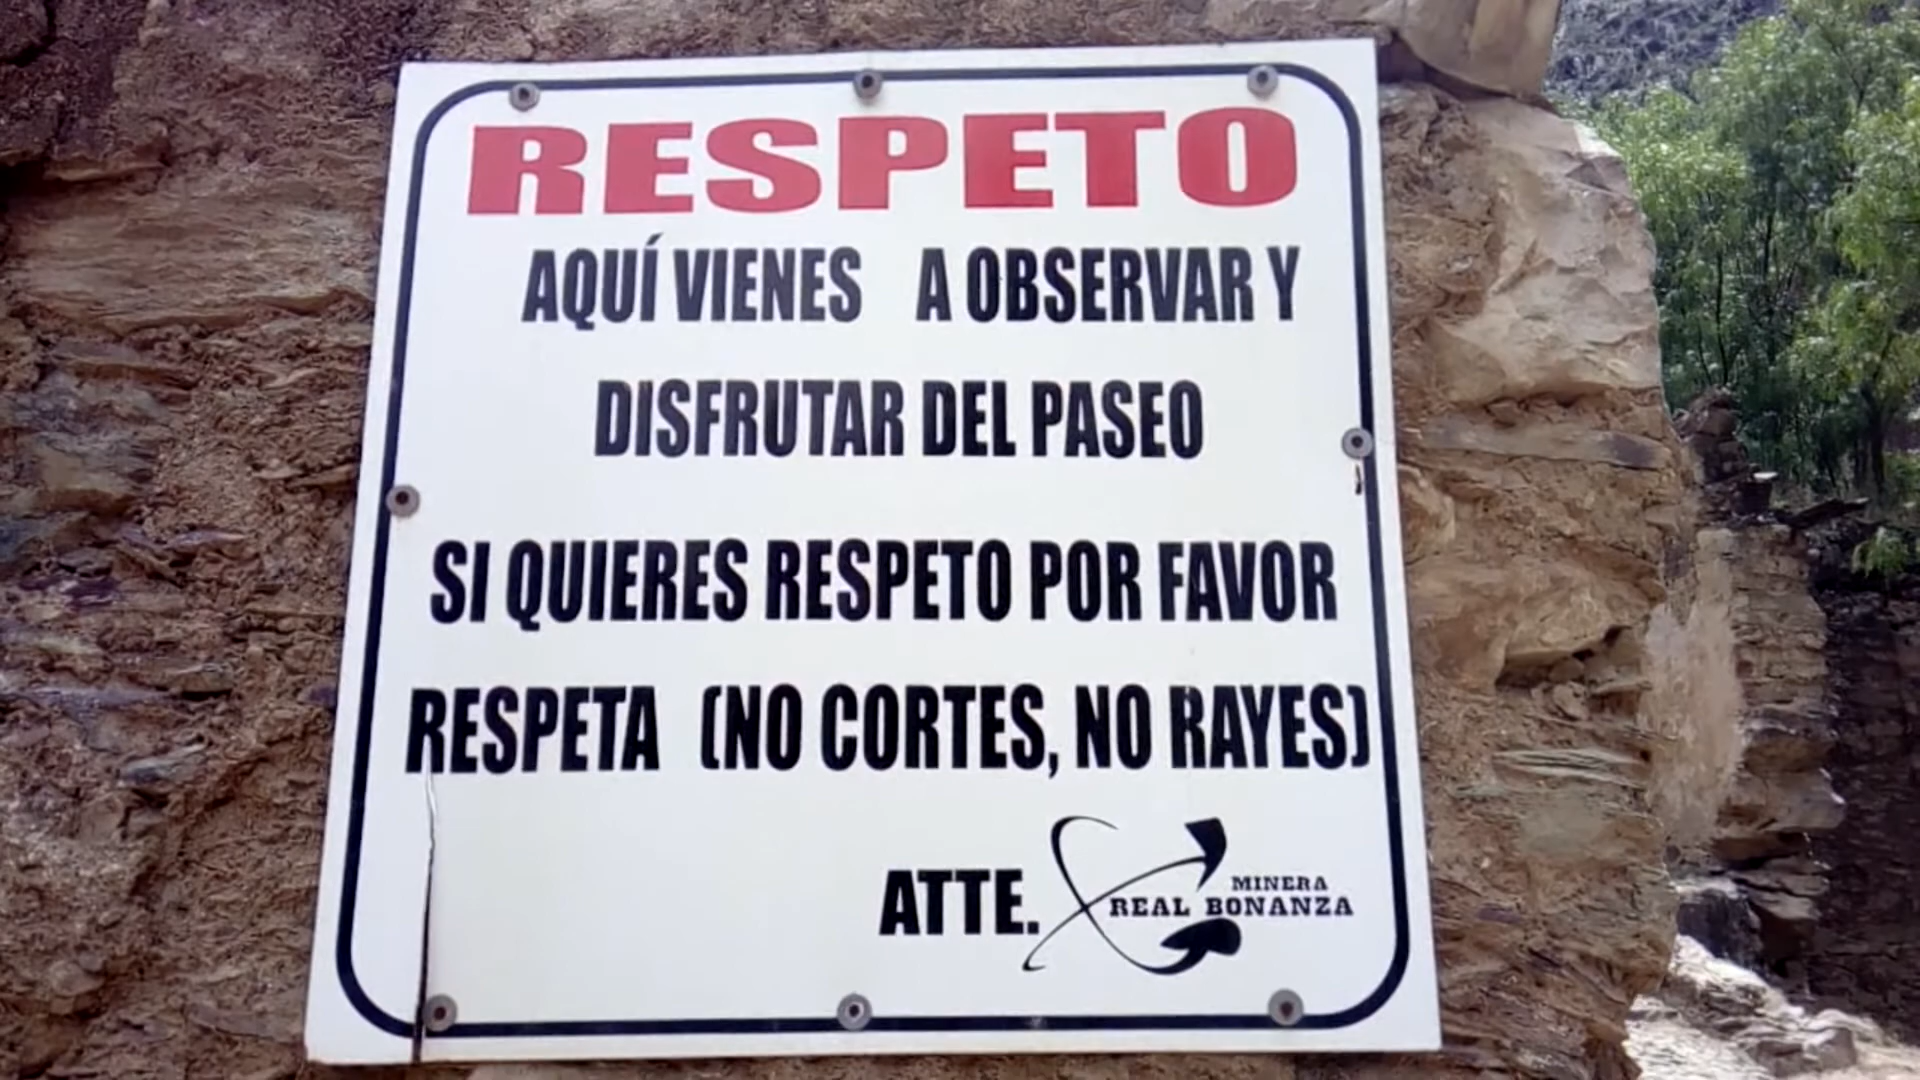 RESPETO
AQUÍ VIENES A OBSERVAR Y
DISFRUTAR DEL PASEO
SI QUIERES RESPETO POR FAVOR
RESPETA (NO CORTES, NO RAYES)
ATTE.
MINERA
REAL BONANZA